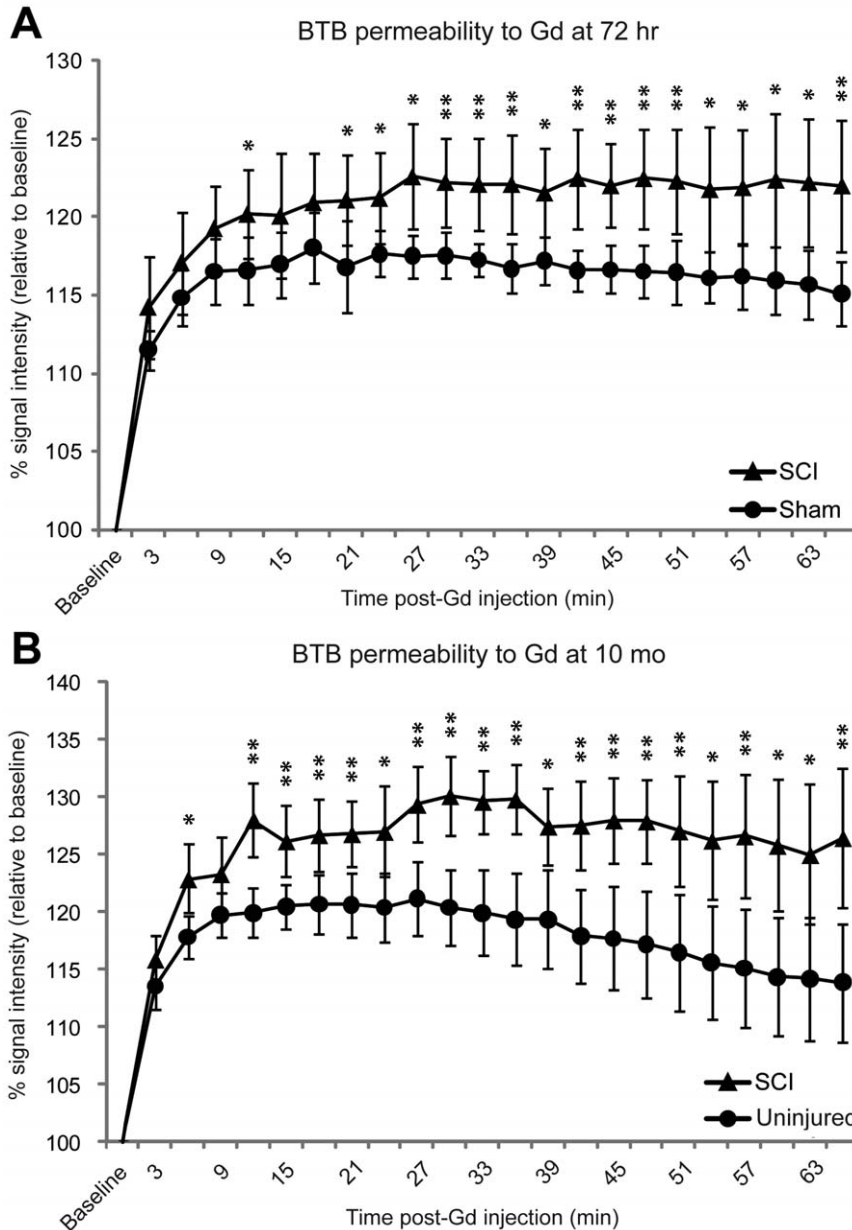 A
BTB permeability to Gd at 72 hr
% signal intensity (relative to baseline)
130
125
120
115
110
105
100
* * * * ** ** ** * ** ** ** ** * * * * **
SCI
Sham
Baseline 3 9 15 21 27 33 39 45 51 57 63
Time post-Gd injection (min)
B
BTB permeability to Gd at 10 mo
% signal intensity (relative to baseline)
140
135
130
125
120
115
110
105
100
* ** ** ** ** * ** ** ** ** * ** ** ** ** * ** * * **
SCI
Uninjured
Baseline 3 9 15 21 27 33 39 45 51 57 63
Time post-Gd injection (min)